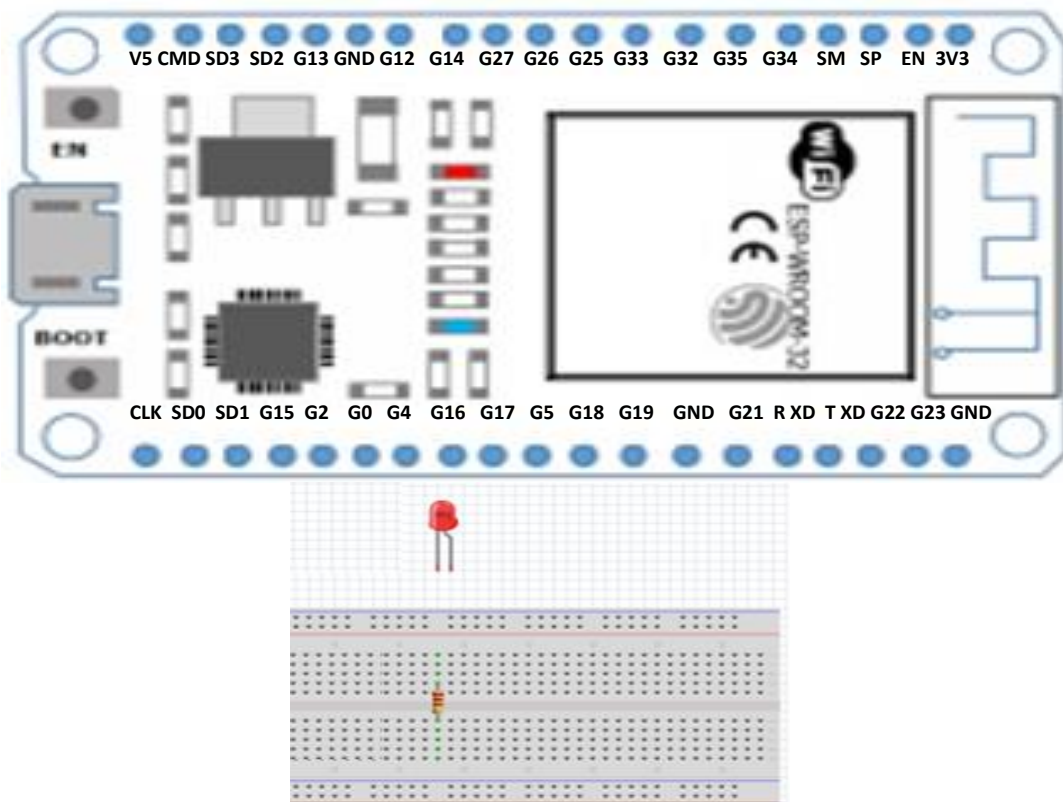 V5 CMD SD3 SD2 G13 GND G12 G14 G27 G26 G25 G33 G32 G35 G34 SM SP EN 3V3
EN
WiFi
CE
ESP-WROOM-32
BOOT
CLK SD0 SD1 G15 G2 G0 G4 G16 G17 G5 G18 G19 GND G21 R XD T XD G22 G23 GND